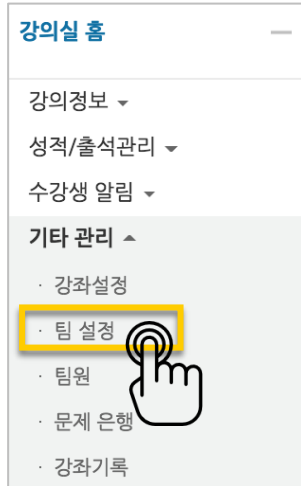 강의실 홈
강의정보
성적/출석관리
수강생 알림
기타 관리
· 강좌설정
· 팀 설정
· 팀원
· 문제 은행
· 강좌기록